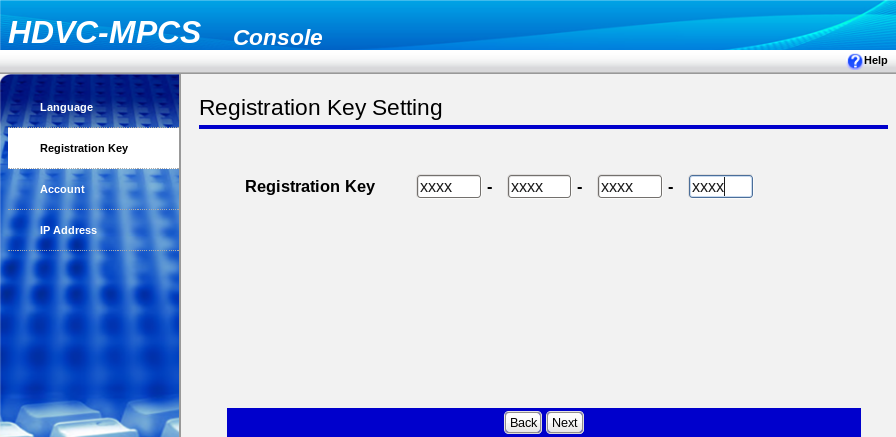 HDVC-MPCS Console
Help
Language
Registration Key
Account
IP Address
Registration Key Setting
Registration Key xxxx - xxxx - xxxx - xxxx
Back Next